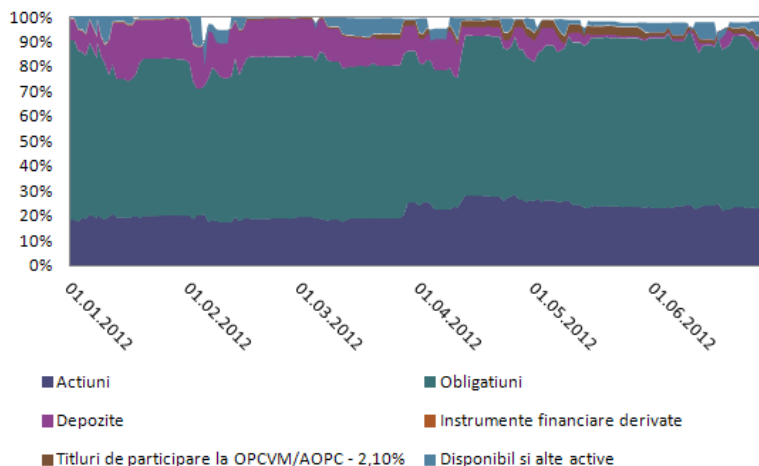 100%
90%
80%
70%
60%
50%
40%
30%
20%
10%
0%
01.01.2012
01.02.2012
01.03.2012
01.04.2012
01.05.2012
01.06.2012
Actiuni
Obligatiuni
Depozite
Instrumente financiare derivate
Titluri de participare la OPCVM/AOPC - 2,10%
Disponibil si alte active